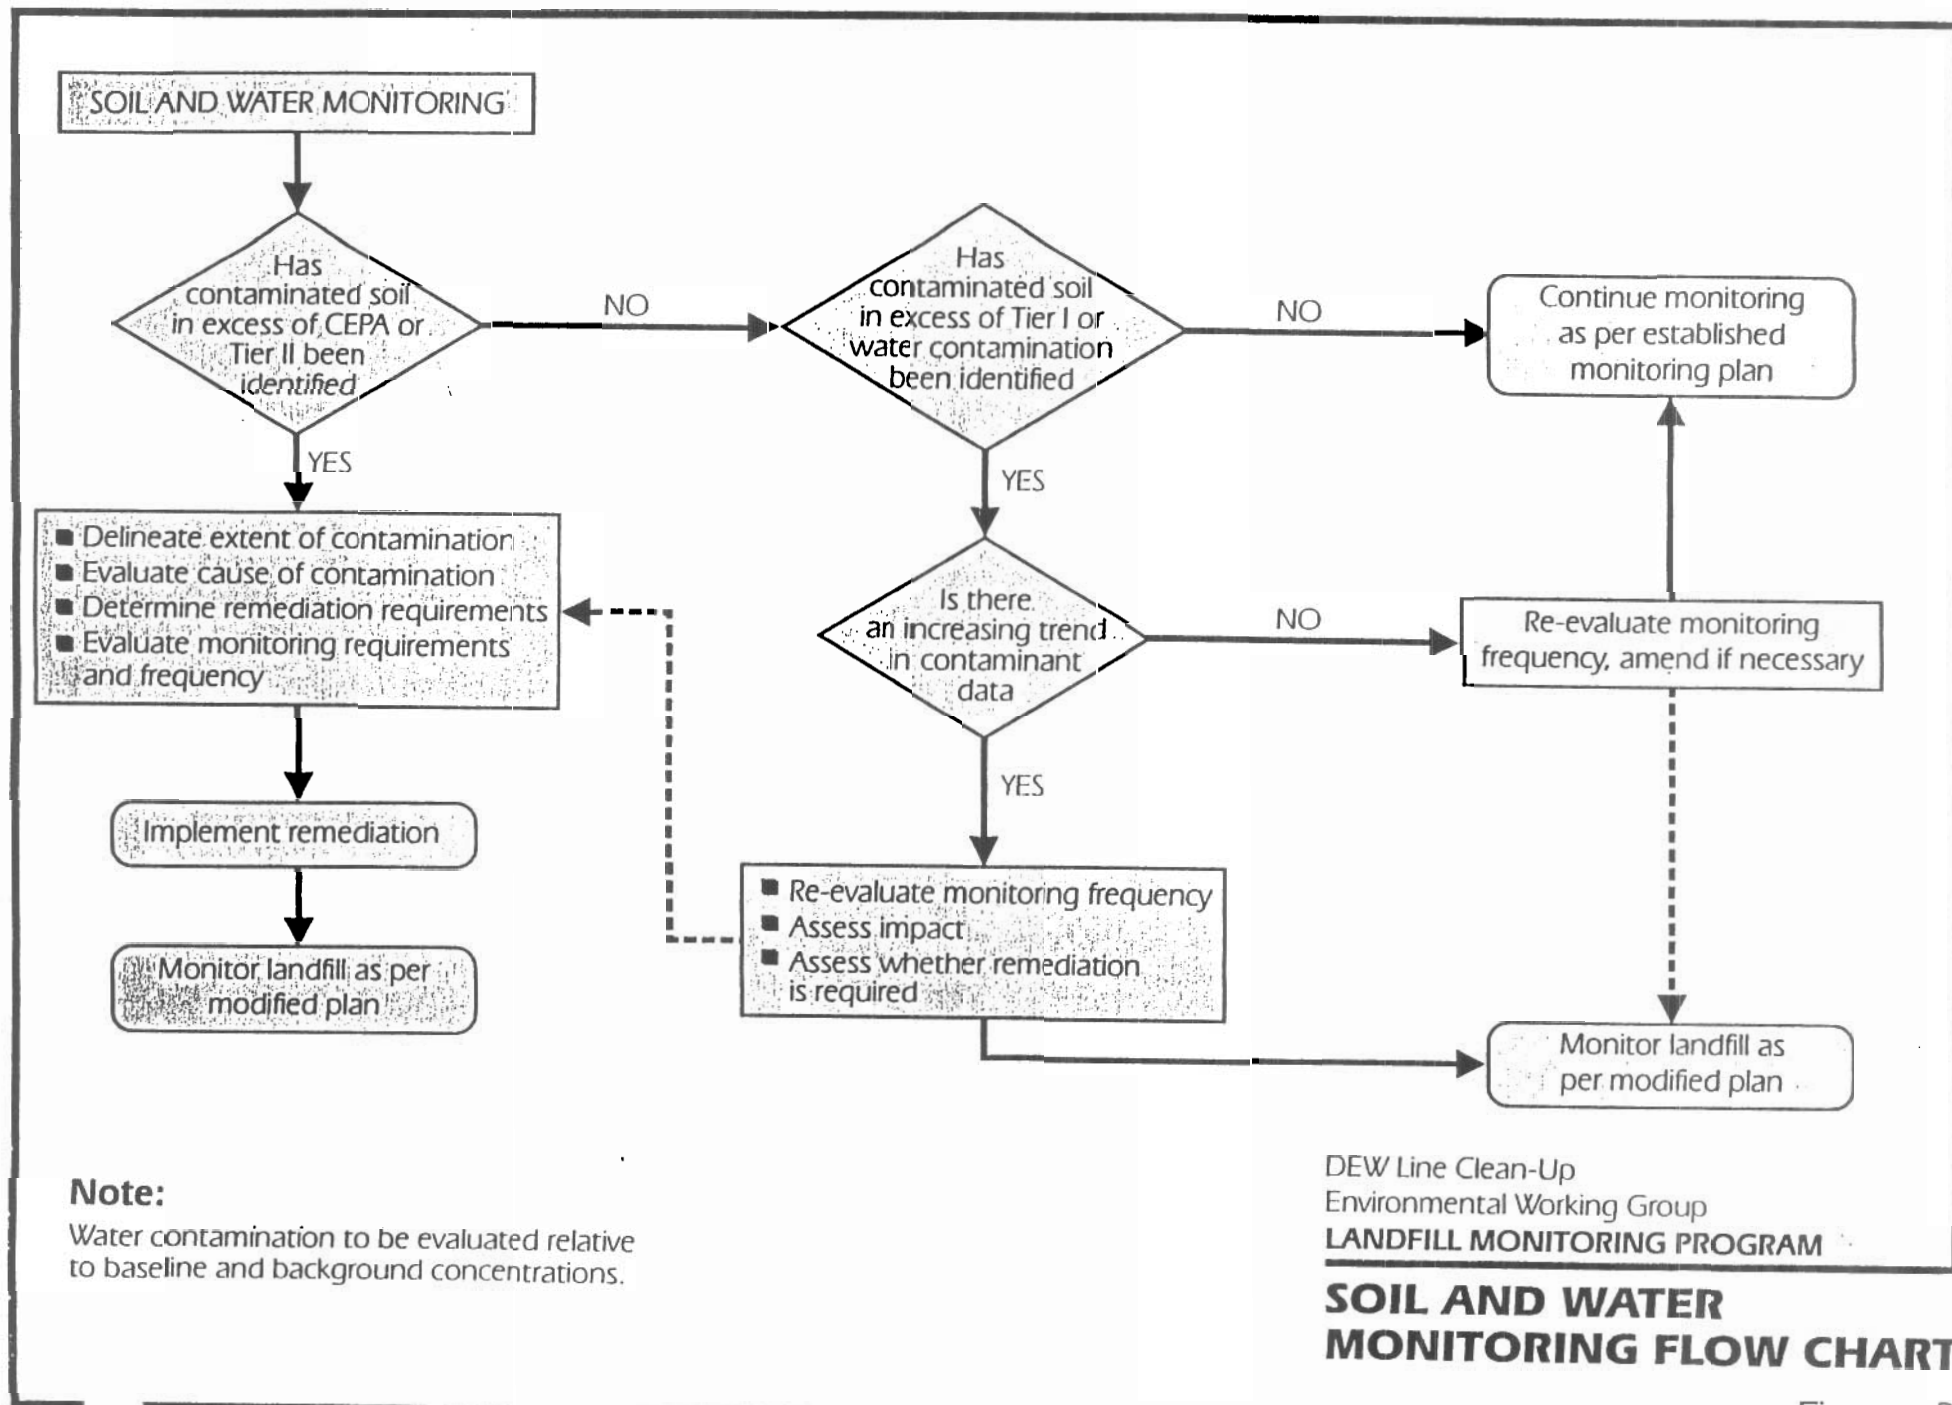 SOIL AND WATER MONITORING
Has
contaminated soil
in excess of CEPA or
Tier II been
identified
NO
Has
contaminated soil
in excess of Tier I or
water contamination
been identified
NO
Continue monitoring
as per established
monitoring plan
YES
YES
■ Delineate extent of contamination
■ Evaluate cause of contamination
■ Determine remediation requirements
■ Evaluate monitoring requirements
and frequency
Is there
an increasing trend
in contaminant
data
NO
Re-evaluate monitoring
frequency, amend if necessary
YES
Implement remediation
■ Re-evaluate monitoring frequency
■ Assess impact
■ Assess whether remediation
is required
Monitor landfill as per
modified plan
Monitor landfill as
per modified plan
Note:
Water contamination to be evaluated relative
to baseline and background concentrations.
DEW Line Clean-Up
Environmental Working Group
LANDFILL MONITORING PROGRAM
SOIL AND WATER
MONITORING FLOW CHART